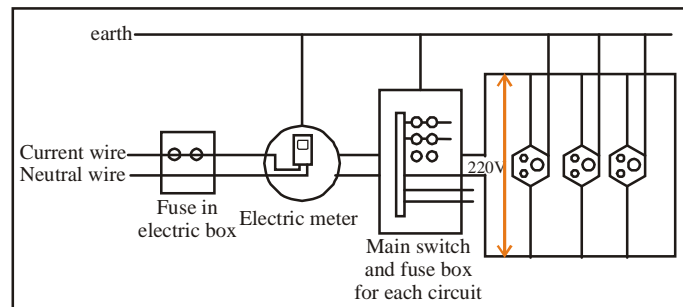 earth
Current wire
Neutral wire
220V
Fuse in
electric box
Electric meter
Main switch
and fuse box
for each circuit